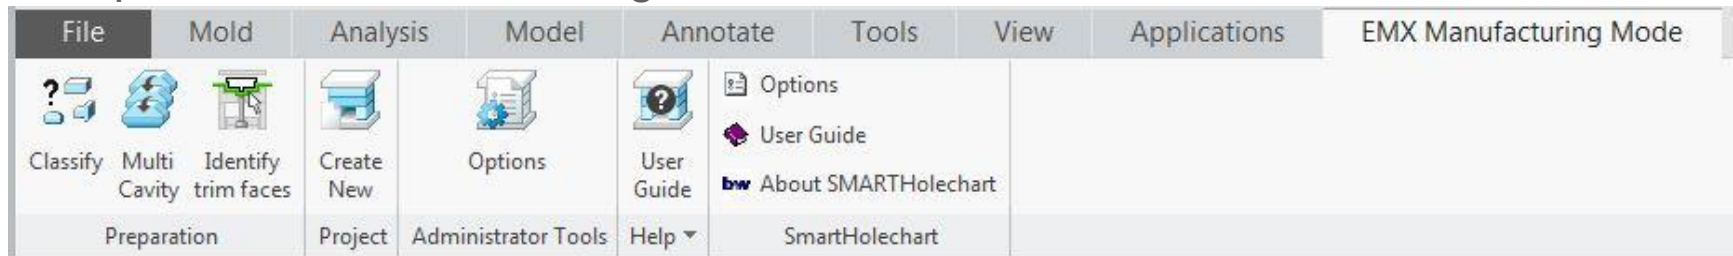 File Mold Analysis Model Annotate Tools View Applications EMX Manufacturing Mode
Classify
Multi
Cavity
Identify
trim faces
Create
New
Options
User
Guide
Options
User Guide
bw About SMARTHolechart
Preparation Project Administrator Tools Help SmartHolechart